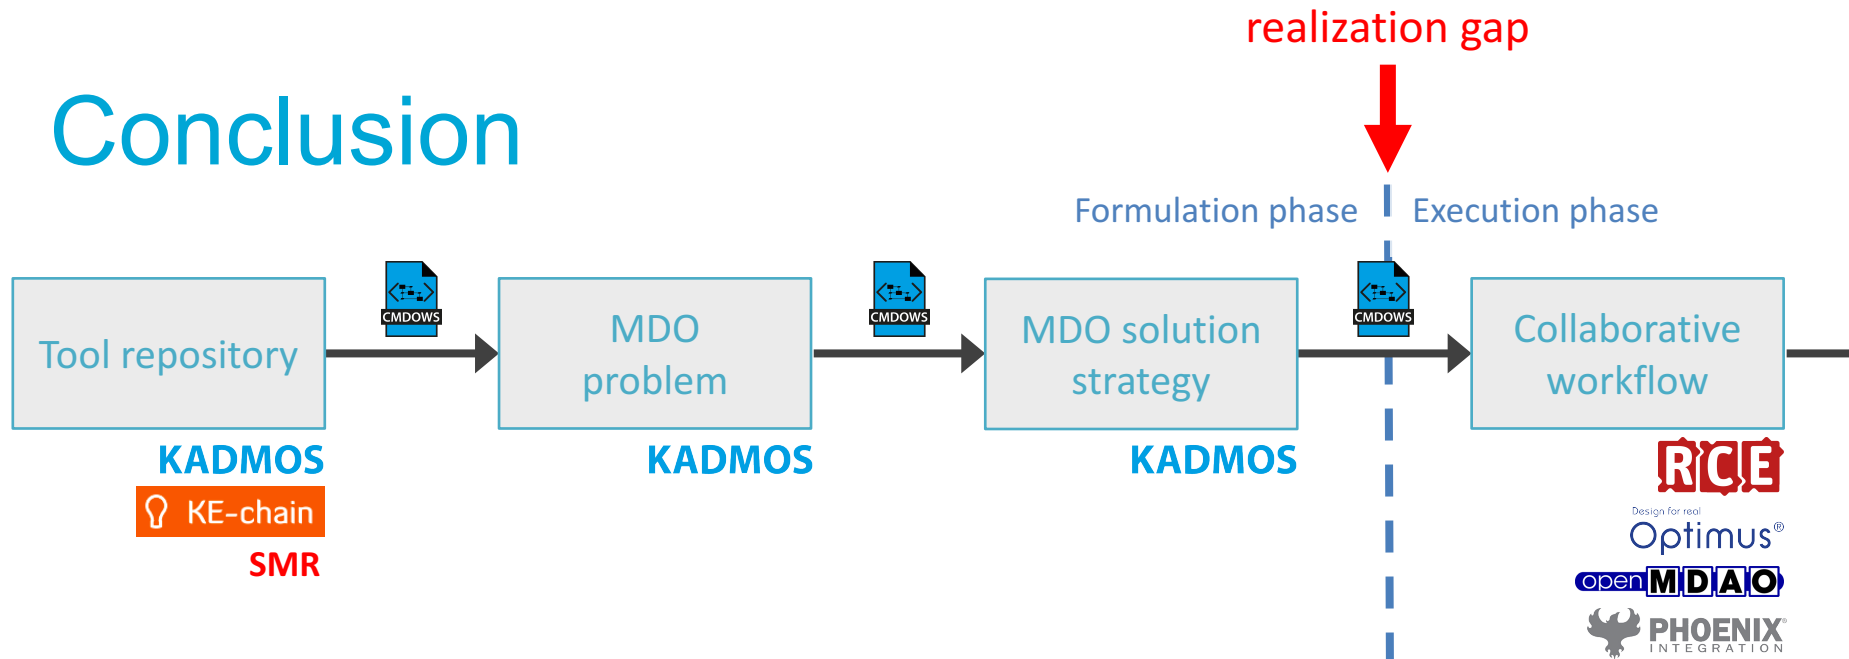 realization gap
Conclusion
Formulation phase
Execution phase
CMDOWS
CMDOWS
CMDOWS
Tool repository
MDO
problem
MDO solution
strategy
Collaborative
workflow
KADMOS
KE-chain
SMR
KADMOS
KADMOS
RCE
Design for real
Optimus®
openMDAO
PHOENIX
INTEGRATION